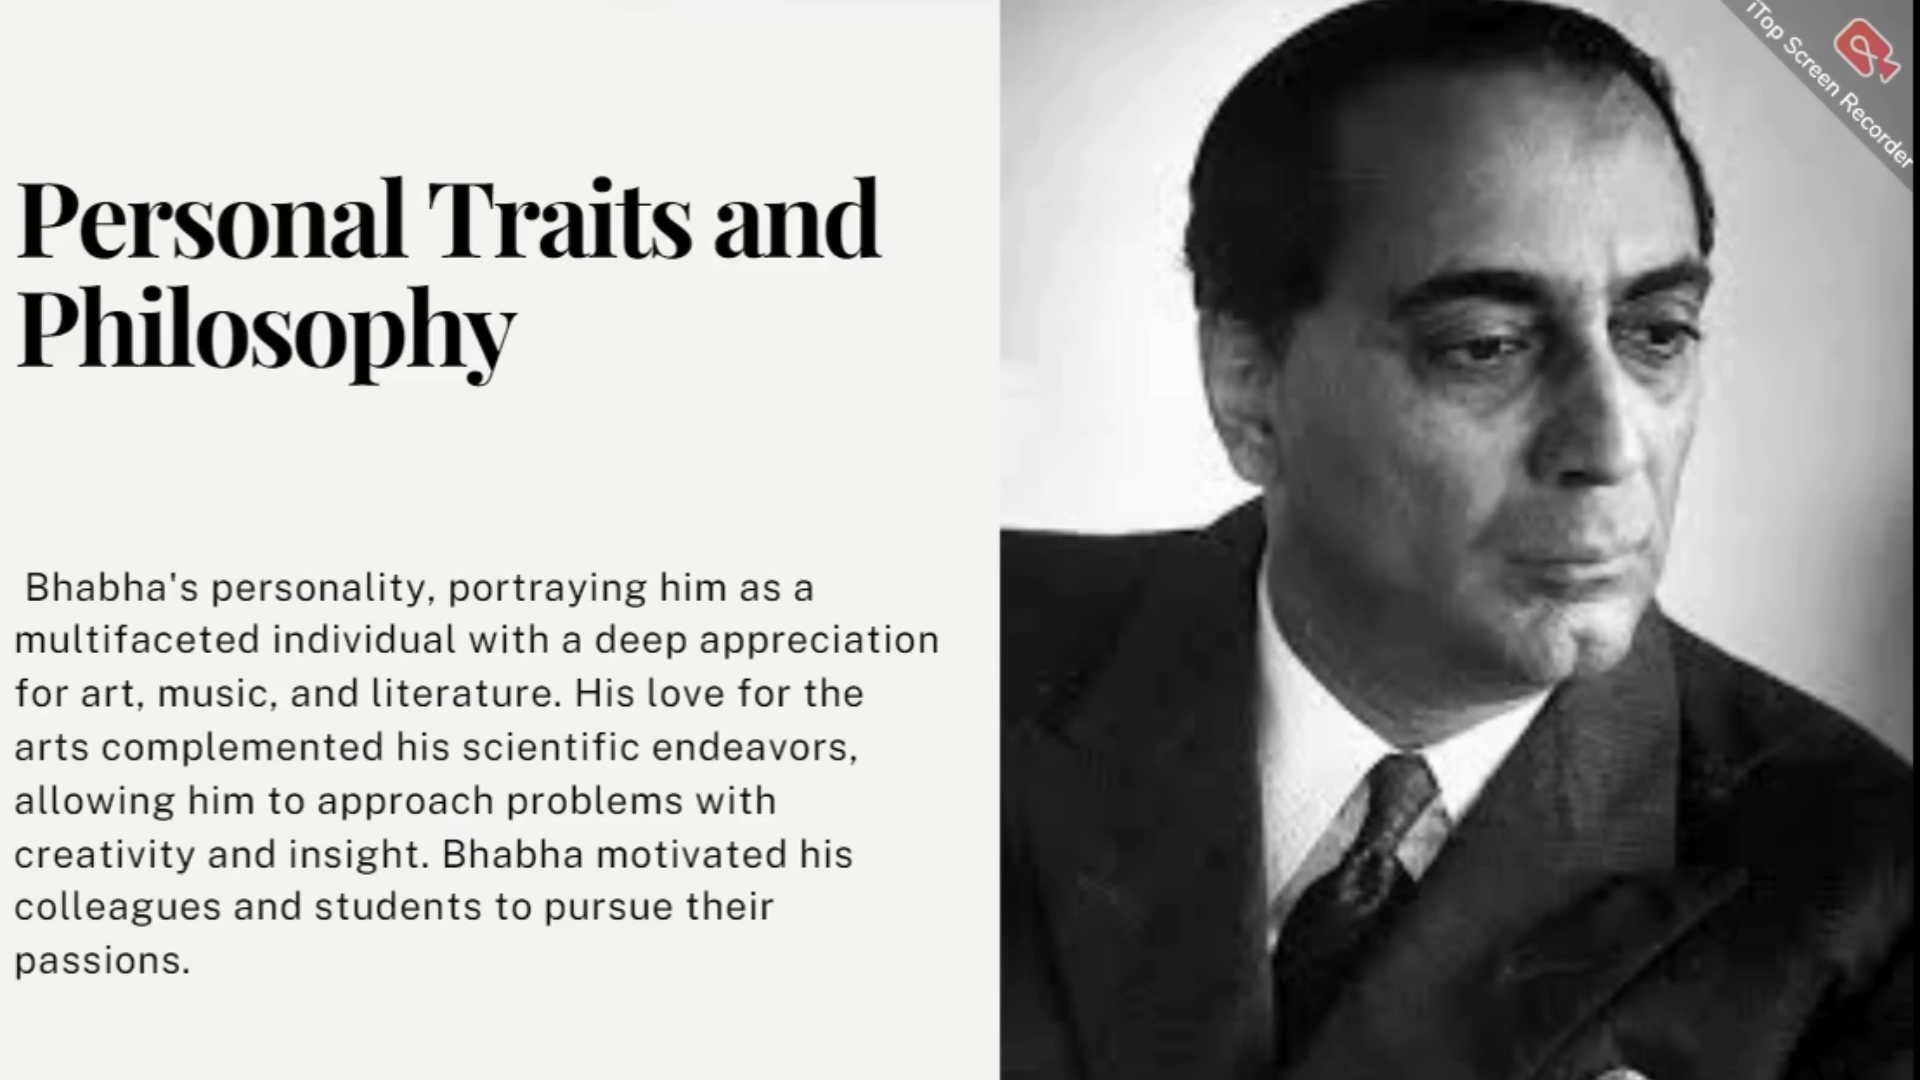 Personal Traits and
Philosophy
Bhabha's personality, portraying him as a
multifaceted individual with a deep appreciation
for art, music, and literature. His love for the
arts complemented his scientific endeavors,
allowing him to approach problems with
creativity and insight. Bhabha motivated his
colleagues and students to pursue their
passions.
iTop Screen Recorder